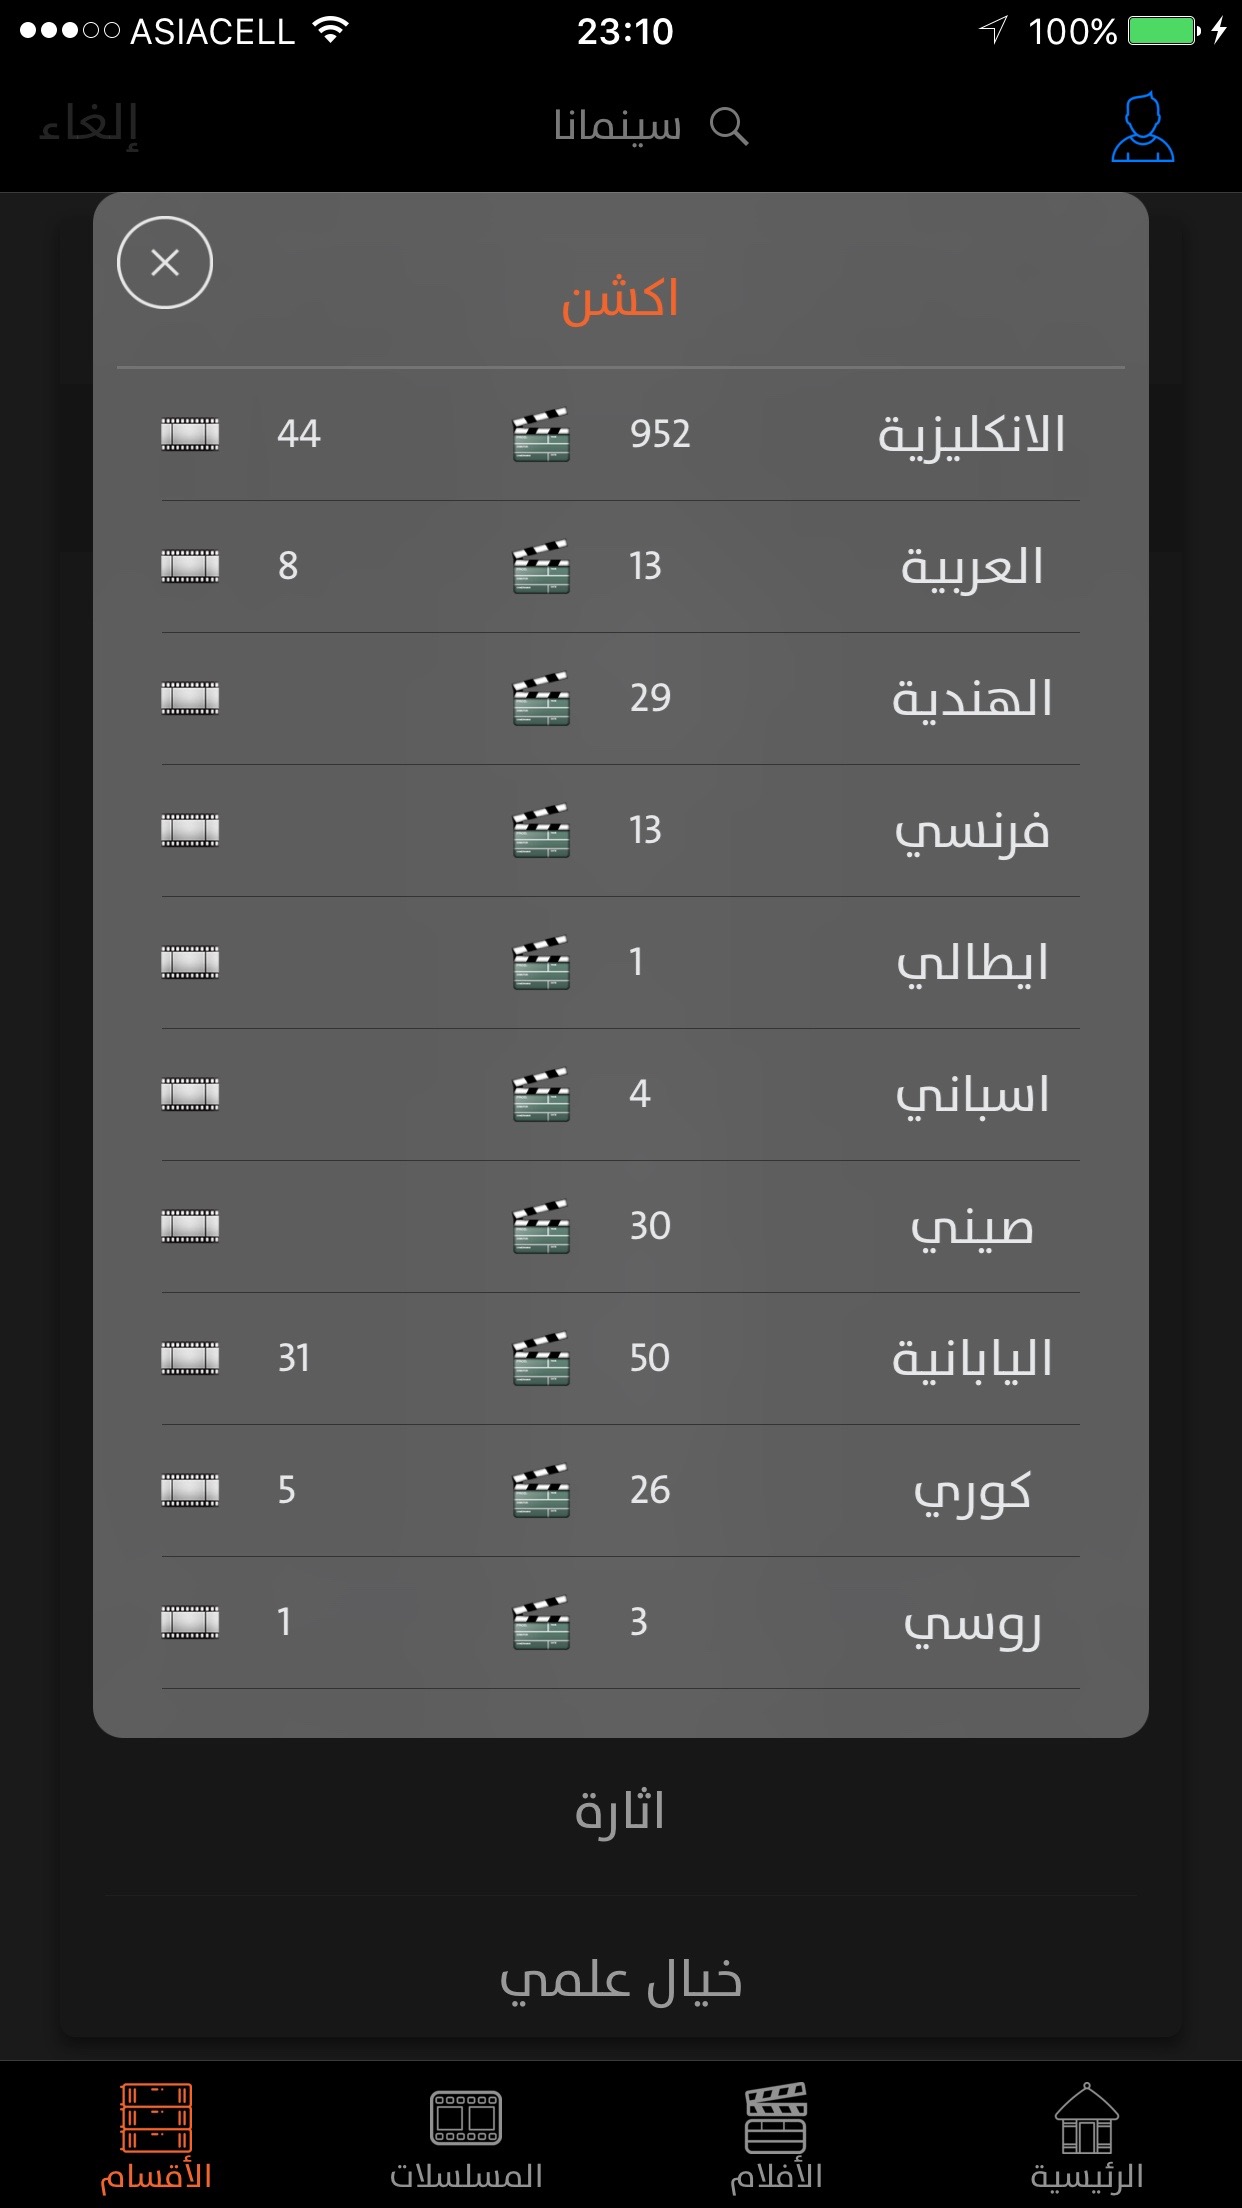 ASIACELL 23:10 100%
إلغاء
سينمانا
اكشن
الانكليزية 952 44
العربية 13 8
الهندية 29
فرنسي 13
ايطالي 1
اسباني 4
صيني 30
اليابانية 50 31
كوري 26 5
روسي 3 1
اثارة
خيال علمي
الرئيسية الأفلام المسلسلات الأقسام